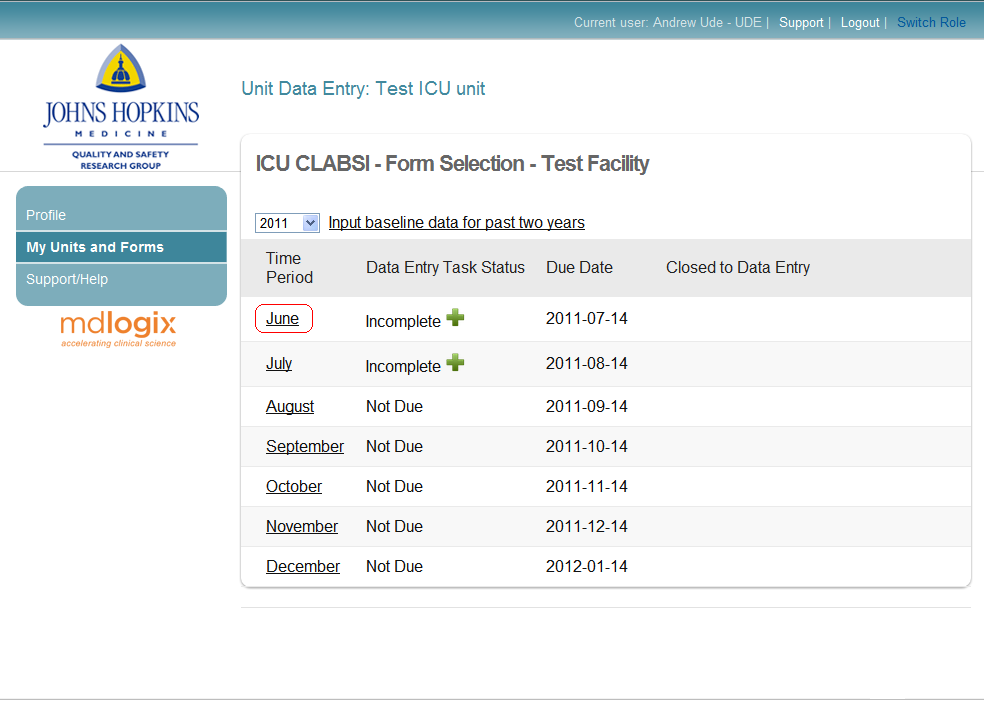 Current user: Andrew Ude - UDE | Support | Logout | Switch Role
JOHNS HOPKINS
MEDICINE
QUALITY AND SAFETY
RESEARCH GROUP
Unit Data Entry: Test ICU unit
Profile
My Units and Forms
Support/Help
mdlogix
accelerating clinical science
ICU CLABSI - Form Selection - Test Facility
2011 Input baseline data for past two years
Time Period Data Entry Task Status Due Date Closed to Data Entry
June Incomplete 2011-07-14
July Incomplete 2011-08-14
August Not Due 2011-09-14
September Not Due 2011-10-14
October Not Due 2011-11-14
November Not Due 2011-12-14
December Not Due 2012-01-14